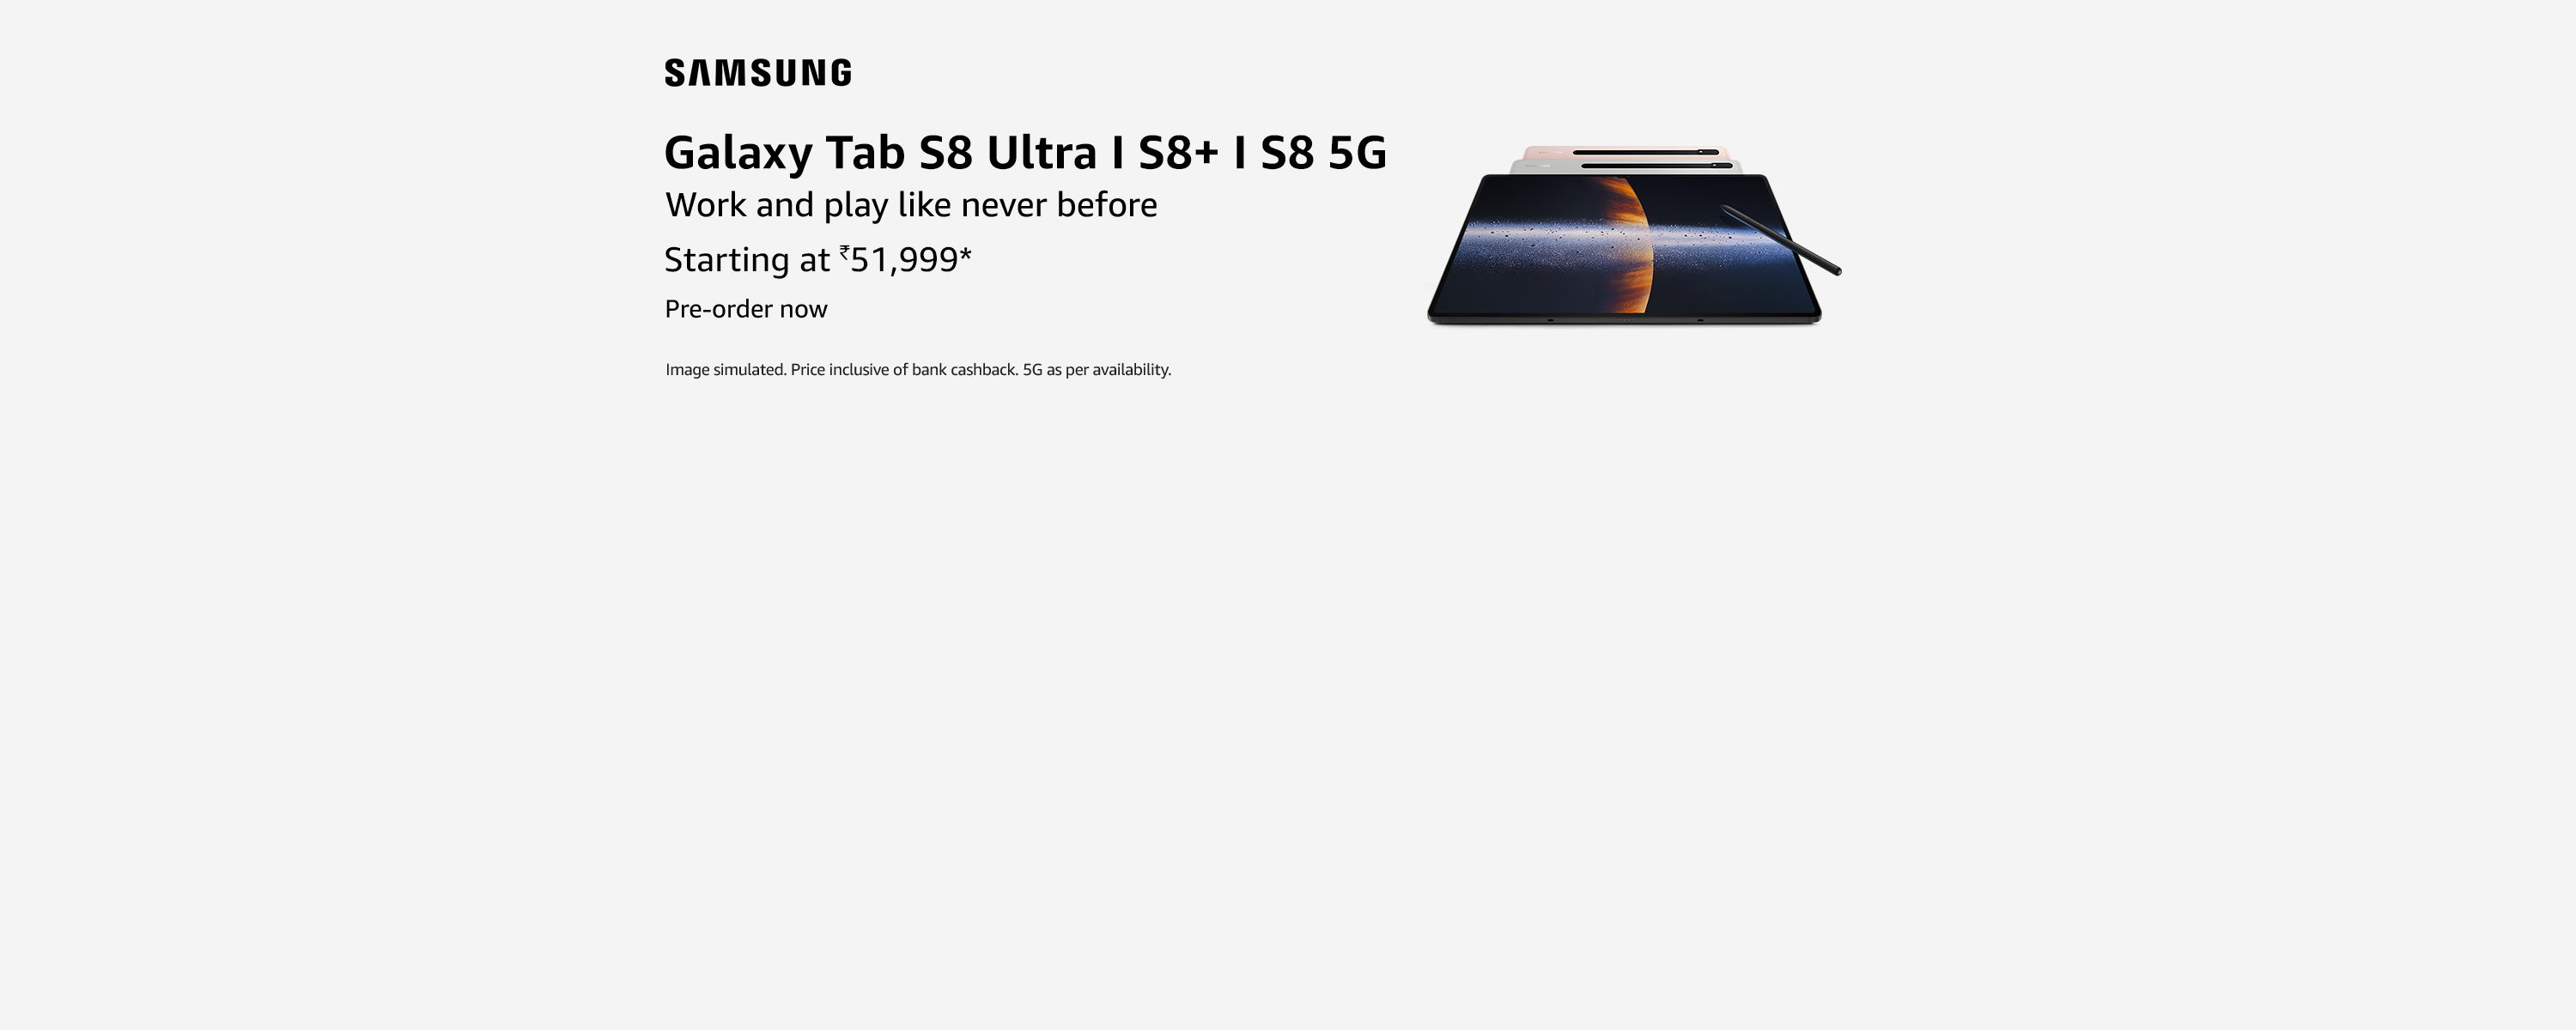 SAMSUNG
Galaxy Tab S8 Ultra I S8+ I S8 5G
Work and play like never before
Starting at ₹51,999*
Pre-order now
Image simulated. Price inclusive of bank cashback. 5G as per availability.